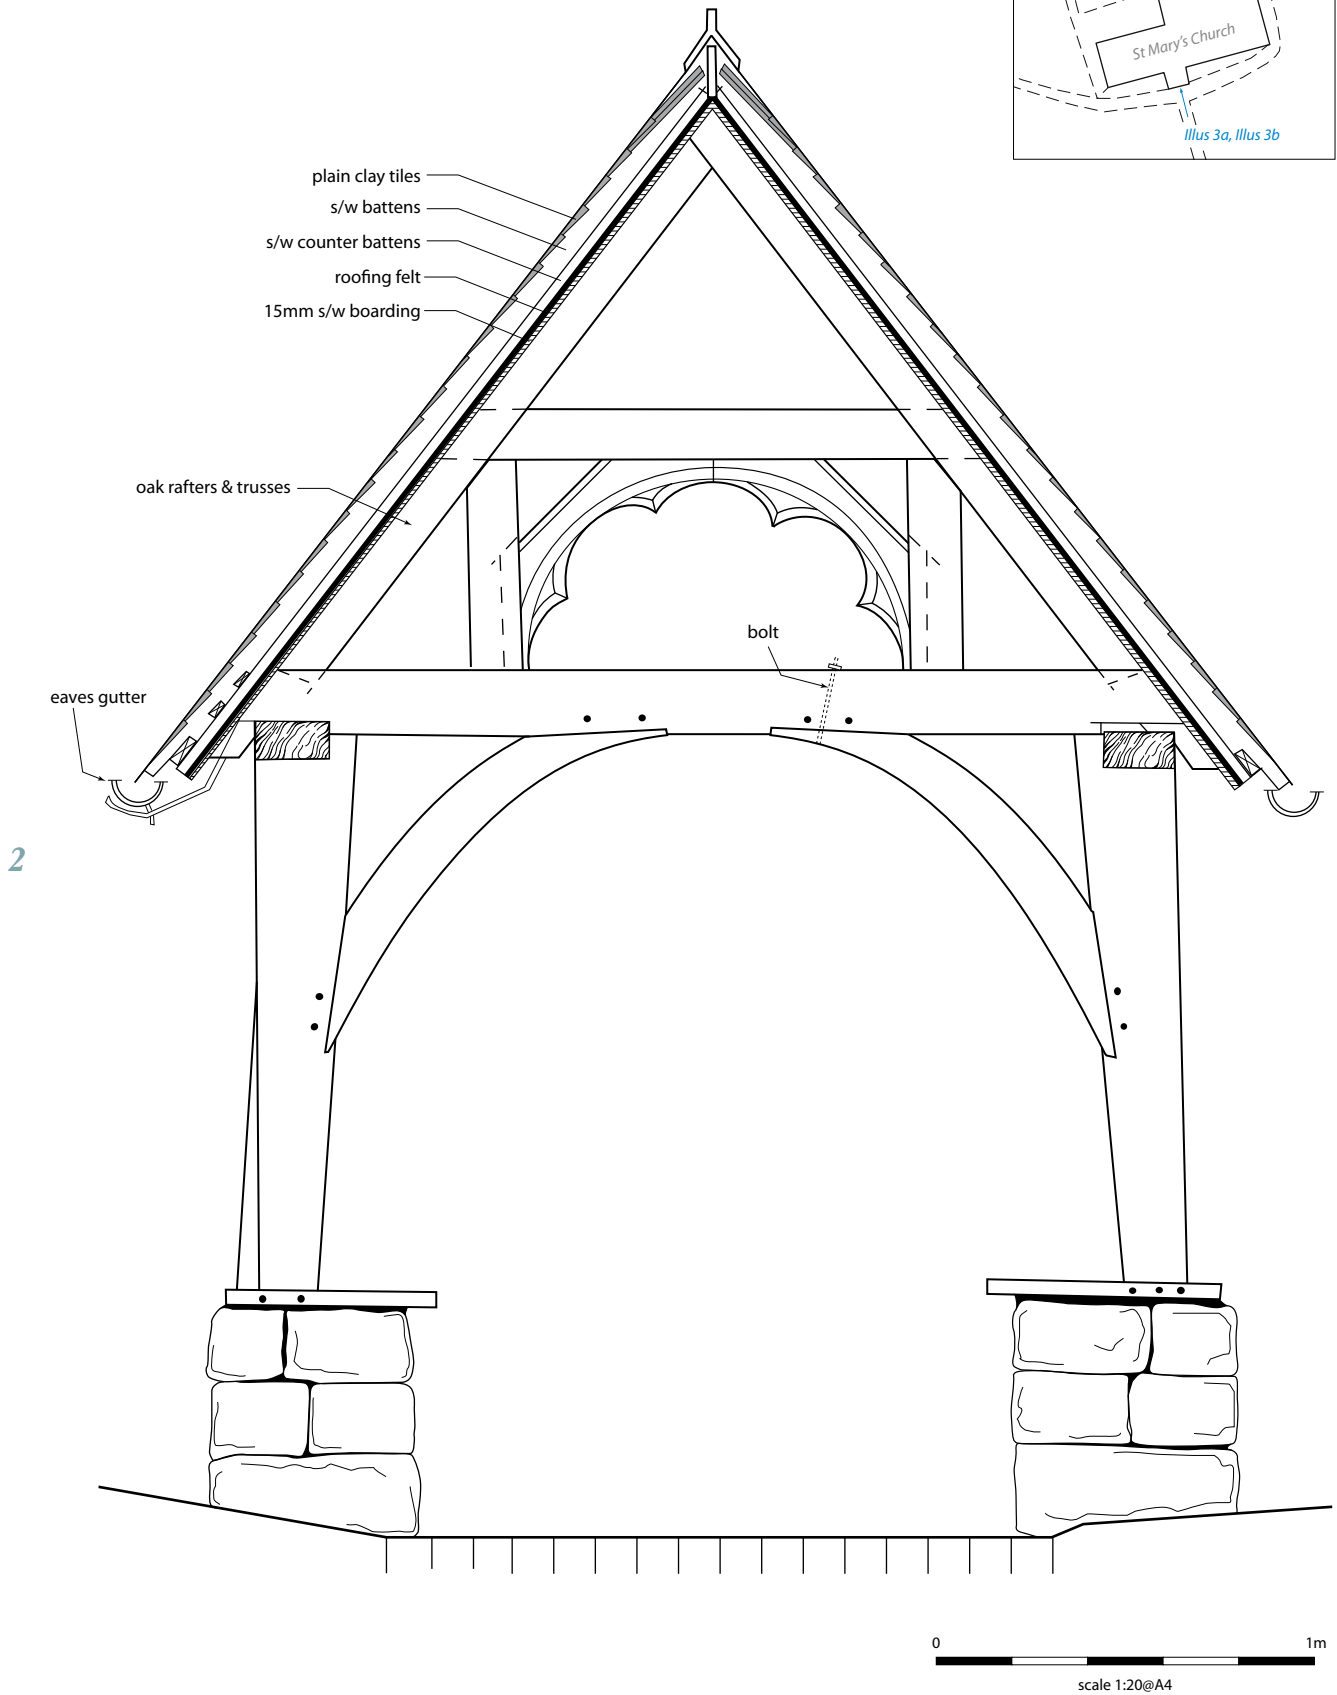 St Mary's Church
Illus 3a, Illus 3b
plain clay tiles
s/w battens
s/w counter battens
roofing felt
15mm s/w boarding
oak rafters & trusses
bolt
eaves gutter
2
0 1m
scale 1:20@A4